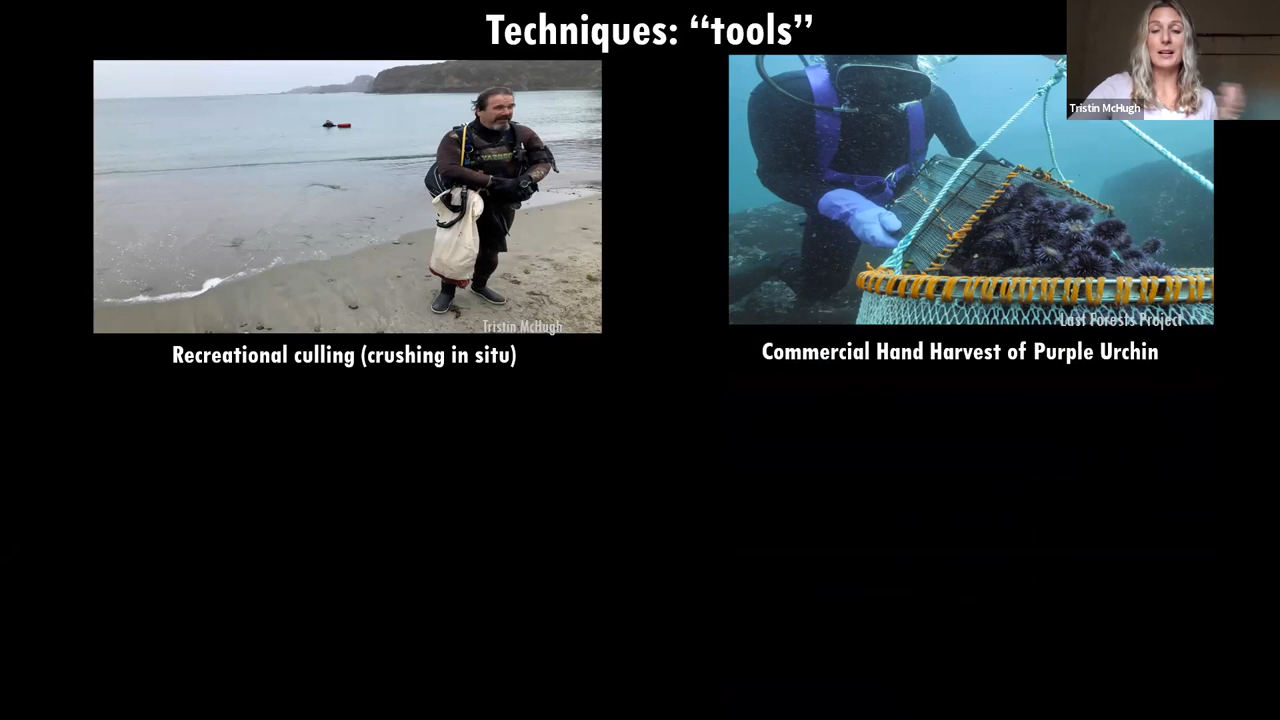 Techniques: “tools”
Tristin McHugh
Tristin McHugh
Last Forests Project
Recreational culling (crushing in situ)
Commercial Hand Harvest of Purple Urchin